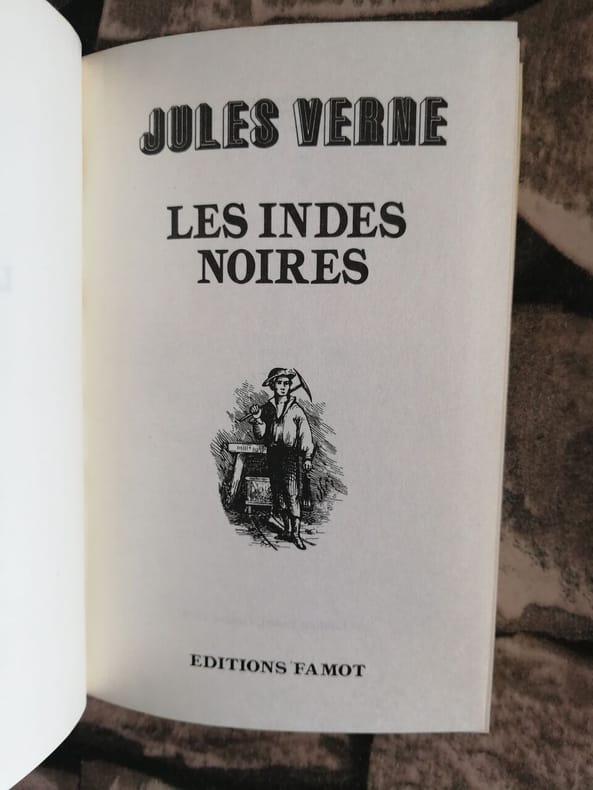 JULES VERNE
LES INDES
NOIRES
EDITIONS FAMOT